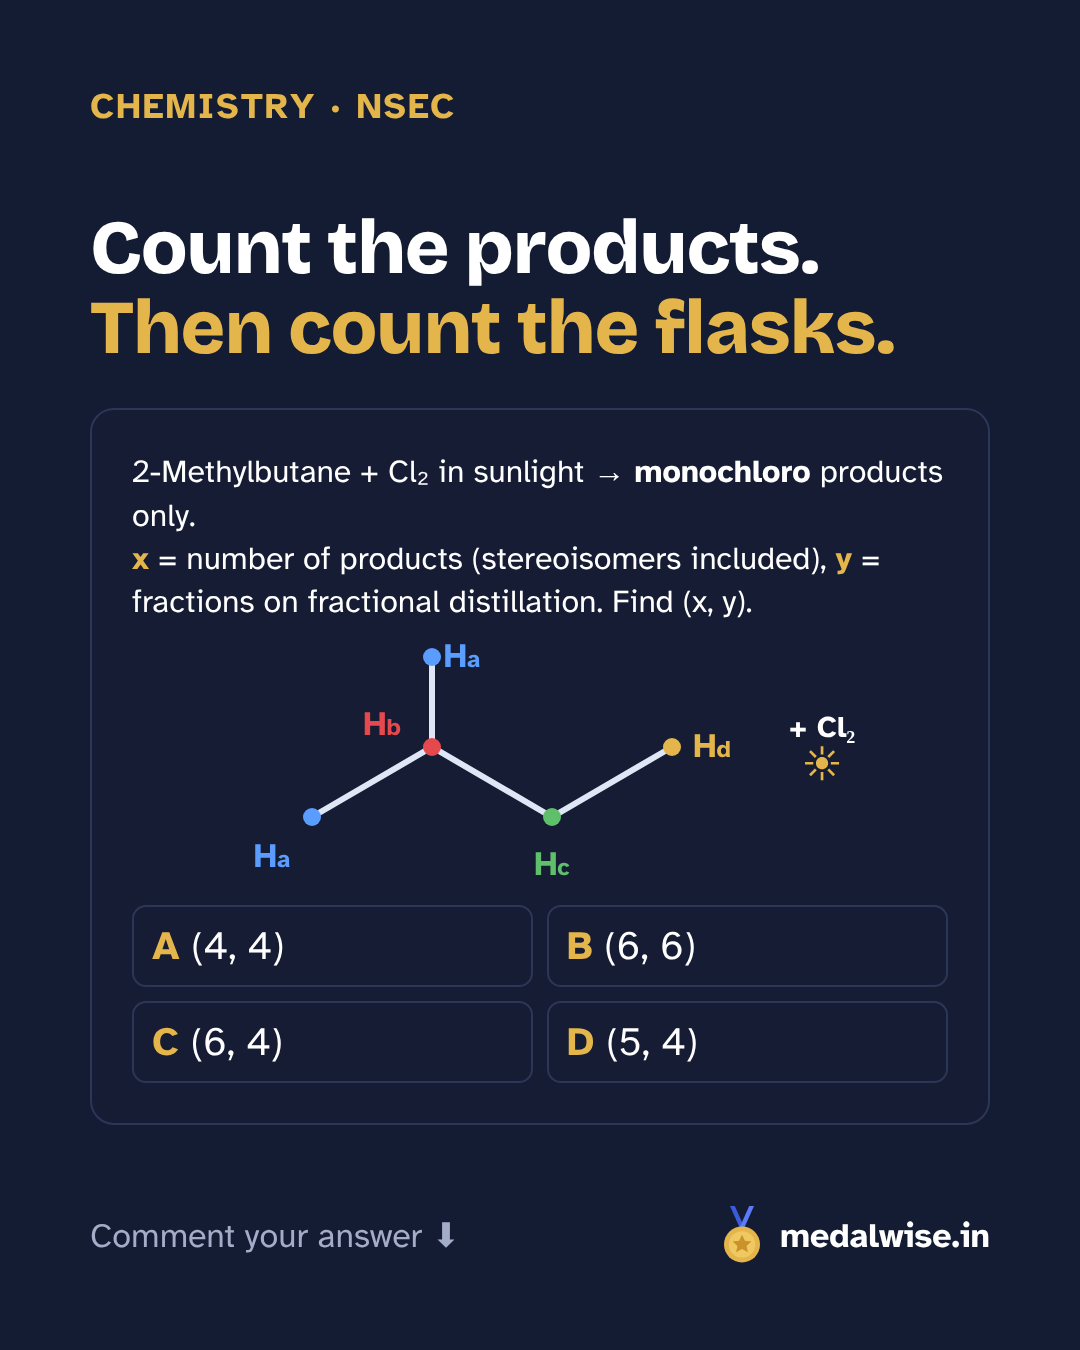 CHEMISTRY · NSEC
Count the products.
Then count the flasks.
2-Methylbutane + Cl₂ in sunlight → monochloro products
only.
x = number of products (stereoisomers included), y =
fractions on fractional distillation. Find (x, y).
Ha
Hb
+ Cl₂
Hd
Ha
Hc
A (4, 4)
B (6, 6)
C (6, 4)
D (5, 4)
Comment your answer ⬇
medalwise.in